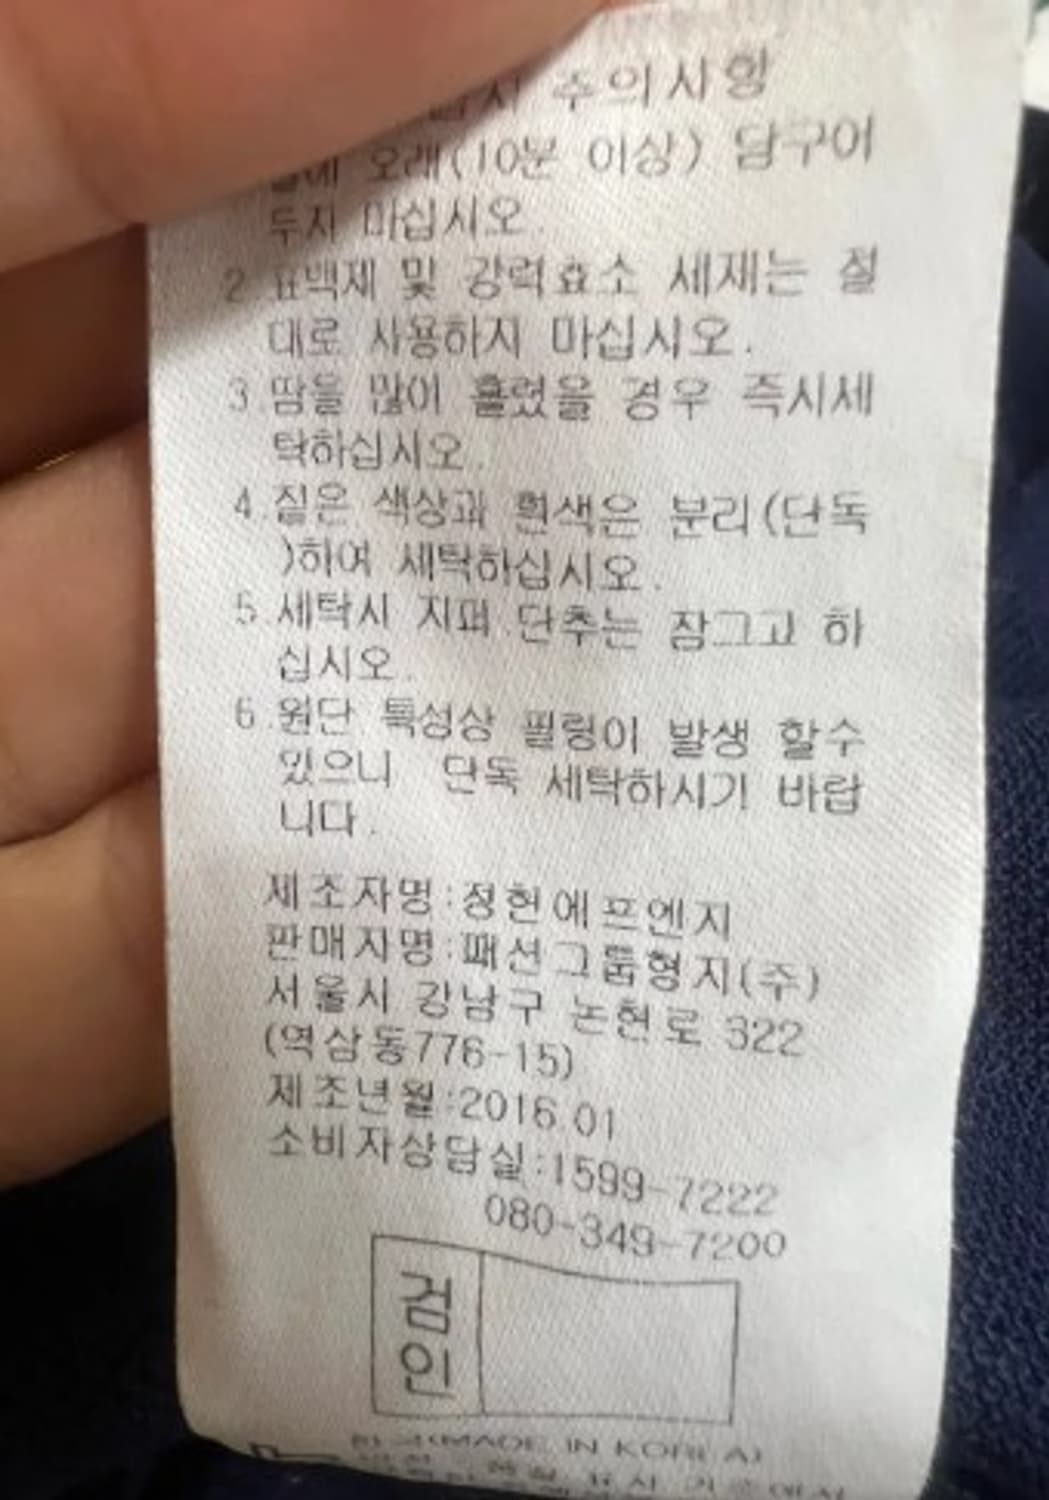 주의사항
오래(10분 이상) 담구어
두지 마십시오.
2.표백제 및 강력효소 세제는 절
대로 사용하지 마십시오.
3.땀을 많이 흘렸을 경우 즉시세
탁하십시오.
4.짙은 색상과 흰색은 분리(단독
)하여 세탁하십시오.
5.세탁시 지퍼 단추는 잠그고 하
십시오.
6.원단 특성상 필링이 발생 할수
있으니 단독 세탁하시기 바랍
니다.
제조자명:정현에프엔지
판매자명:패션그룹형지(주)
서울시 강남구 논현로 322
(역삼동776-15)
제조년월:2016.01
소비자상담실:1599-7222
080-349-7200
검
인
(MADE IN KOREA)